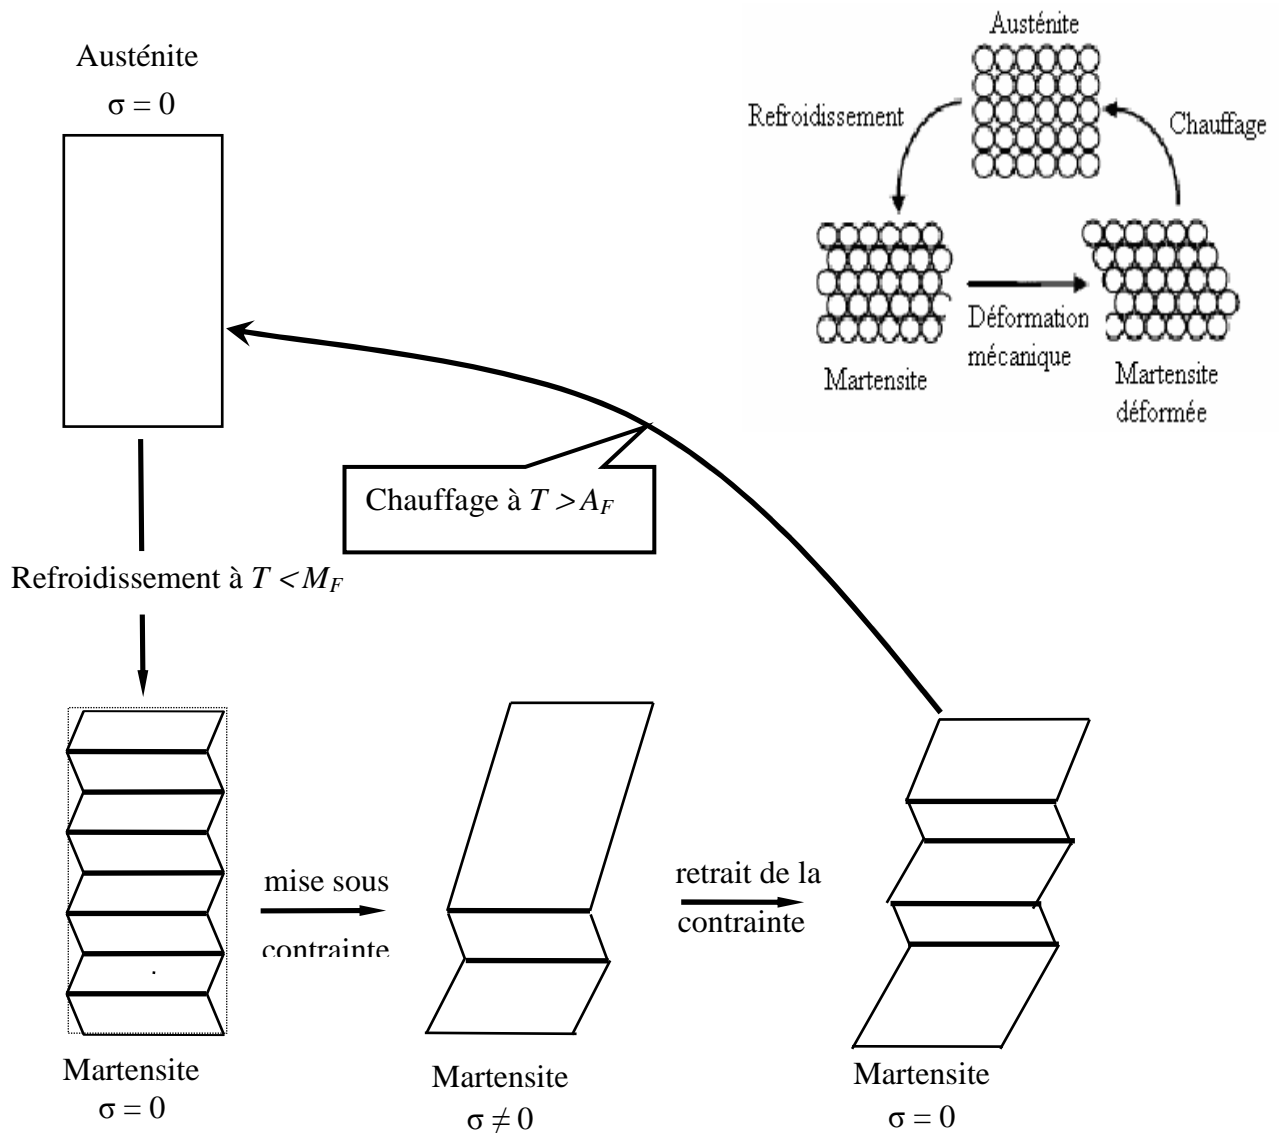 Austénite
σ = 0
Austénite
Refroidissement
Chauffage
Déformation
mécanique
Martensite
Martensite
déformée
Chauffage à T > A_F
Refroidissement à T < M_F
mise sous
contrainte
retrait de la
contrainte
Martensite
σ = 0
Martensite
σ ≠ 0
Martensite
σ = 0